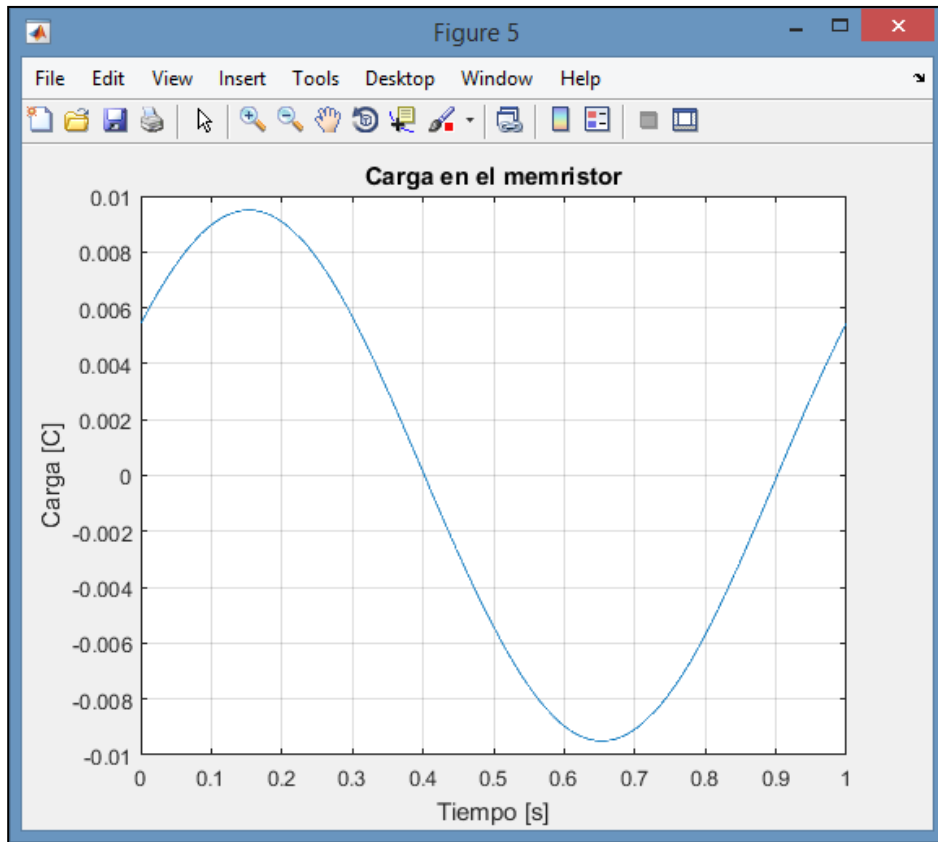 Figure 5
File Edit View Insert Tools Desktop Window Help
Carga en el memristor
0.01
0.008
0.006
0.004
0.002
0
-0.002
-0.004
-0.006
-0.008
-0.01
Carga [C]
0 0.1 0.2 0.3 0.4 0.5 0.6 0.7 0.8 0.9 1
Tiempo [s]